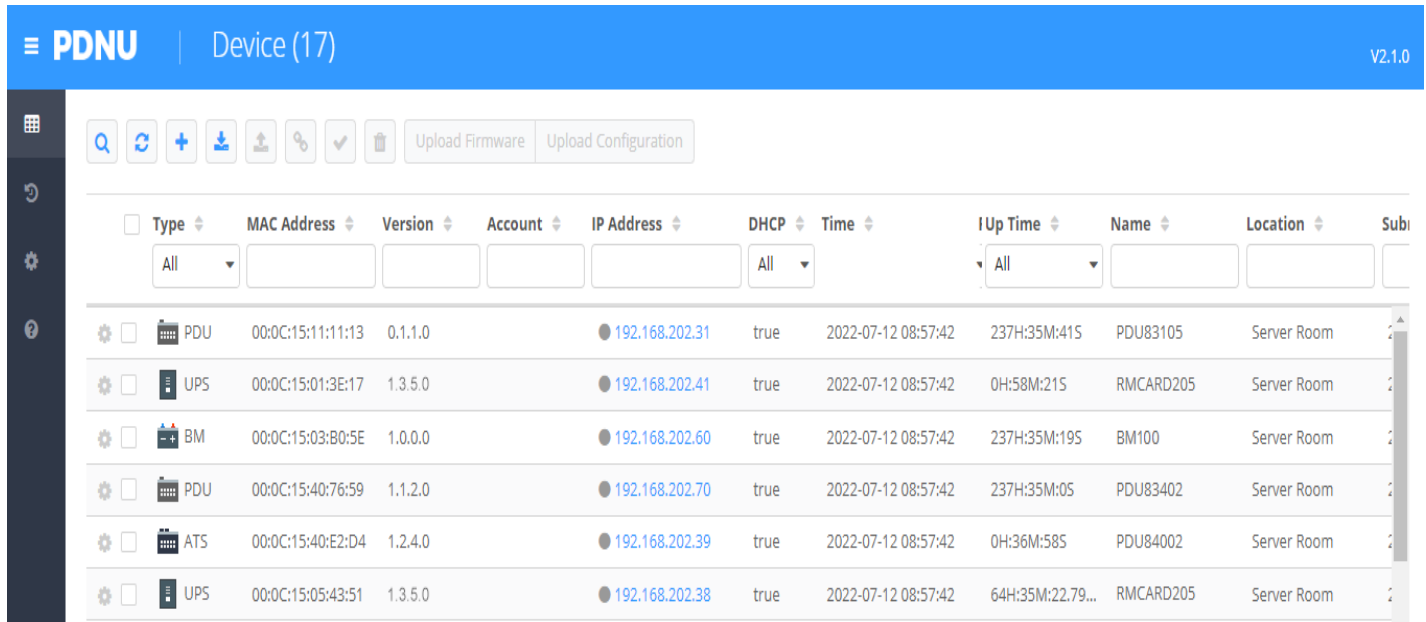 PDNU Device (17)
V2.1.0
Upload Firmware Upload Configuration
Type MAC Address Version Account IP Address DHCP Time Up Time Name Location
All All All
PDU 00:0C:15:11:11:13 0.1.1.0 192.168.202.31 true 2022-07-12 08:57:42 237H:35M:41S PDU83105 Server Room
UPS 00:0C:15:01:3E:17 1.3.5.0 192.168.202.41 true 2022-07-12 08:57:42 0H:58M:21S RMCARD205 Server Room
BM 00:0C:15:03:B0:5E 1.0.0.0 192.168.202.60 true 2022-07-12 08:57:42 237H:35M:19S BM100 Server Room
PDU 00:0C:15:40:76:59 1.1.2.0 192.168.202.70 true 2022-07-12 08:57:42 237H:35M:0S PDU83402 Server Room
ATS 00:0C:15:40:E2:D4 1.2.4.0 192.168.202.39 true 2022-07-12 08:57:42 0H:36M:58S PDU84002 Server Room
UPS 00:0C:15:05:43:51 1.3.5.0 192.168.202.38 true 2022-07-12 08:57:42 64H:35M:22.79... RMCARD205 Server Room